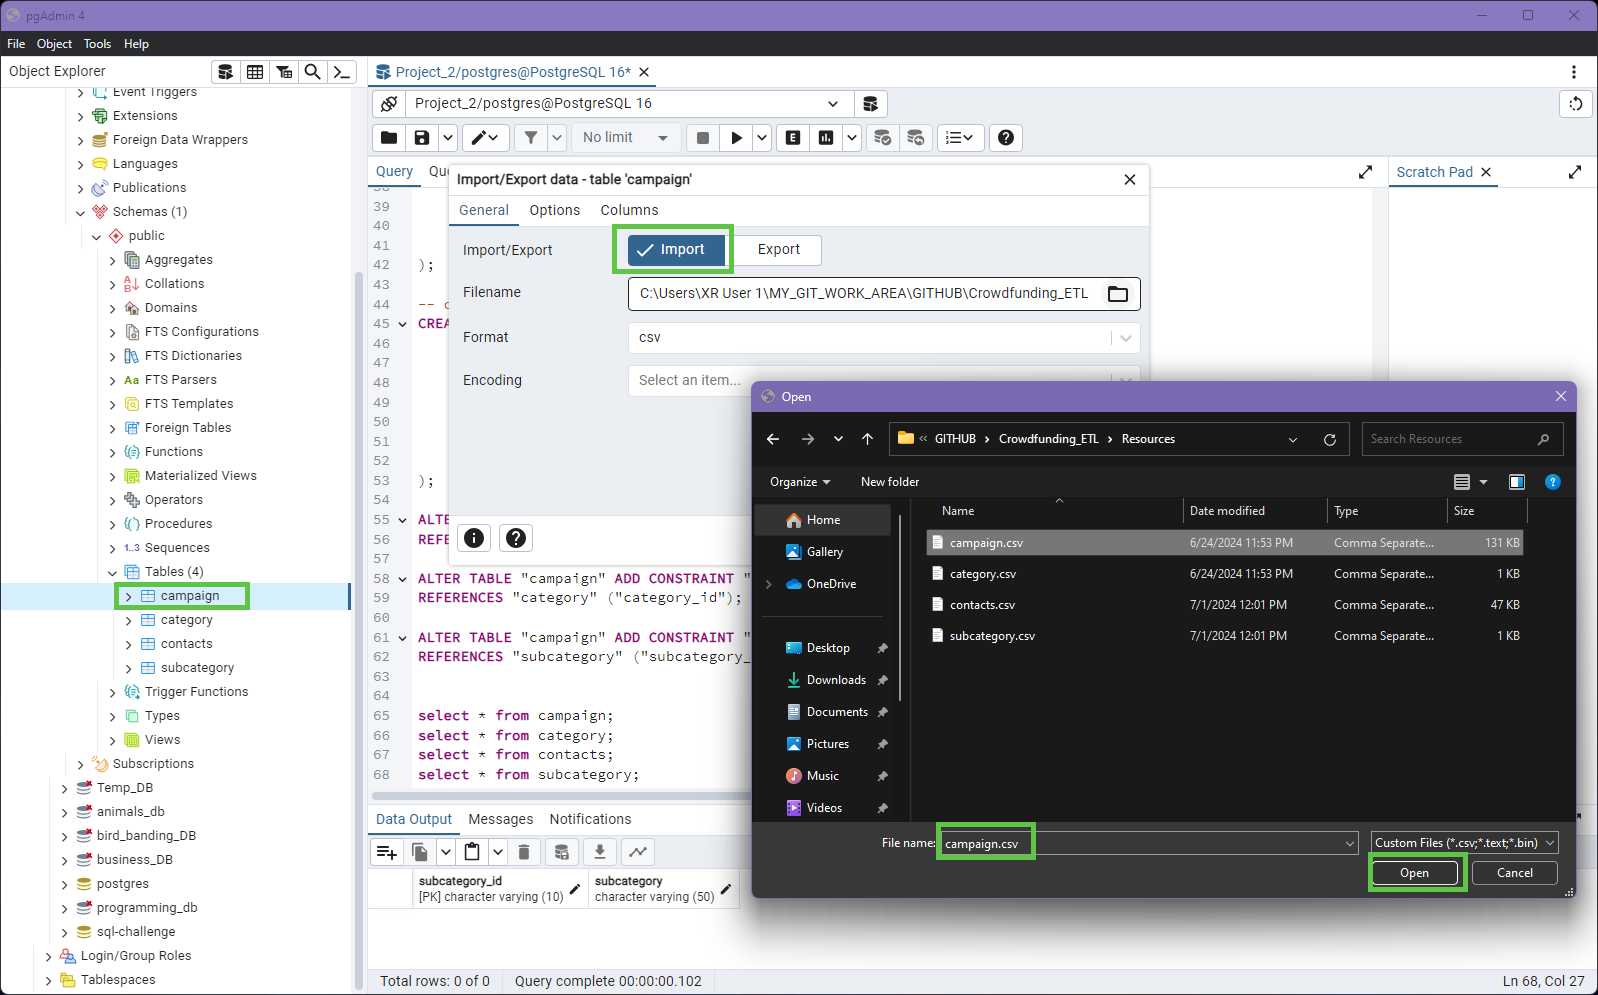 pgAdmin 4
File Object Tools Help
Object Explorer
Event Triggers
Extensions
Foreign Data Wrappers
Languages
Publications
Schemas (1)
public
Aggregates
Collations
Domains
FTS Configurations
FTS Dictionaries
Aa FTS Parsers
FTS Templates
Foreign Tables
Functions
Materialized Views
Operators
Procedures
1..3 Sequences
Tables (4)
campaign
category
contacts
subcategory
Trigger Functions
Types
Views
Subscriptions
Temp_DB
animals_db
bird_banding_DB
business_DB
postgres
programming_db
sql-challenge
Login/Group Roles
Tablespaces
Project_2/postgres@PostgreSQL 16*
Project_2/postgres@PostgreSQL 16
No limit
Query
Scratch Pad
39
40
41
42 );
43
44 -- c
45 CREA
46
47
48
49
50
51
52
53 );
54
55 ALTE
56 REFE
58 ALTER TABLE "campaign" ADD CONSTRAINT "
59 REFERENCES "category" ("category_id");
60
61 ALTER TABLE "campaign" ADD CONSTRAINT "
62 REFERENCES "subcategory" ("subcategory_
63
64
65 select * from campaign;
66 select * from category;
67 select * from contacts;
68 select * from subcategory;
Import/Export data - table 'campaign'
General Options Columns
Import/Export Import Export
Filename C:\Users\XR User 1\MY_GIT_WORK_AREA\GITHUB\Crowdfunding_ETL
Format csv
Encoding Select an item...
Open
« GITHUB › Crowdfunding_ETL › Resources
Search Resources
Organize New folder
Home
Gallery
OneDrive
Desktop
Downloads
Documents
Pictures
Music
Videos
Name Date modified Type Size
campaign.csv 6/24/2024 11:53 PM Comma Separate... 131 KB
category.csv 6/24/2024 11:53 PM Comma Separate... 1 KB
contacts.csv 7/1/2024 12:01 PM Comma Separate... 47 KB
subcategory.csv 7/1/2024 12:01 PM Comma Separate... 1 KB
File name: campaign.csv
Custom Files (*.csv;*.text;*.bin)
Open Cancel
Data Output Messages Notifications
subcategory_id
[PK] character varying (10)
subcategory
character varying (50)
Total rows: 0 of 0 Query complete 00:00:00.102
Ln 68, Col 27